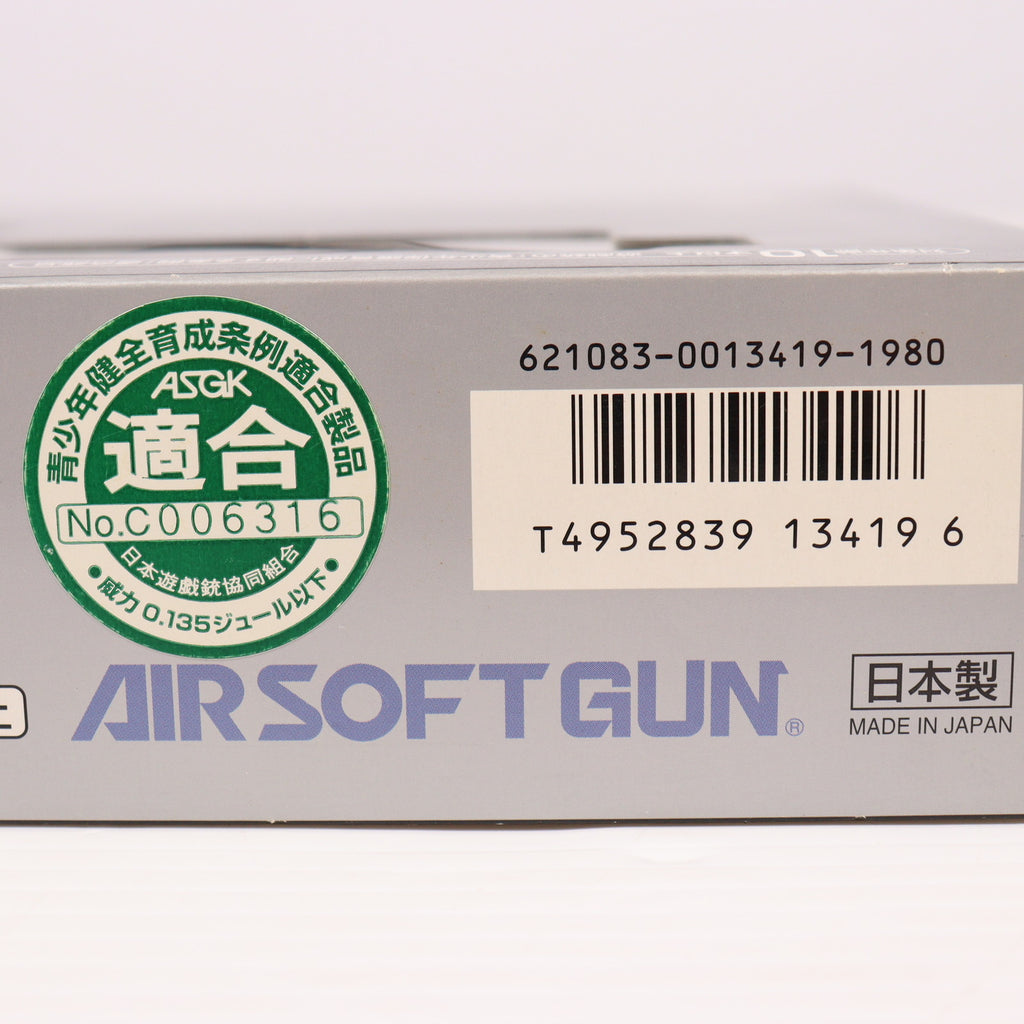 青少年健全育成条例適合製品
ASGK
適合
No.C006316
日本遊戯銃協同組合
●威力0.135ジュール以下●
621083-0013419-1980
T4952839 13419 6
AIR SOFT GUN®
日本製
MADE IN JAPAN